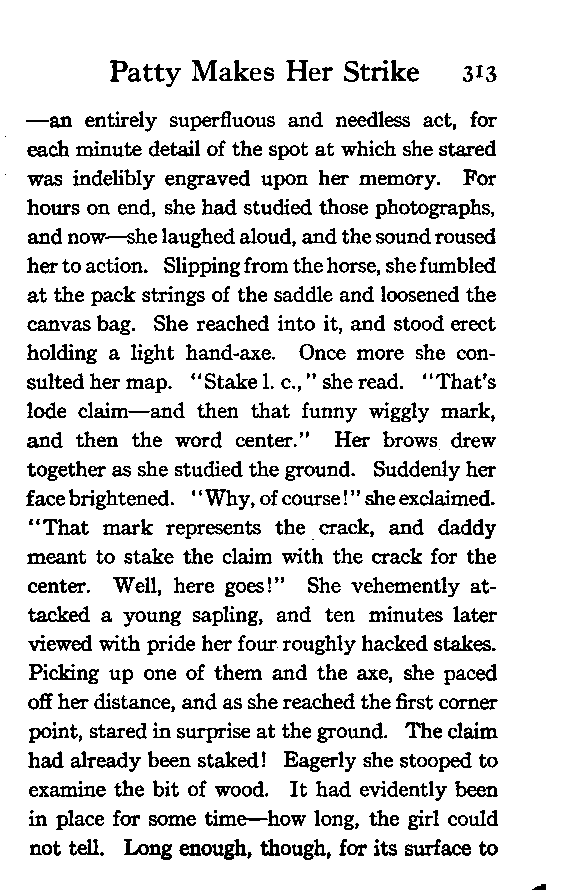 Patty Makes Her Strike 313
—an entirely superfluous and needless act, for
each minute detail of the spot at which she stared
was indelibly engraved upon her memory. For
hours on end, she had studied those photographs,
and now—she laughed aloud, and the sound roused
her to action. Slipping from the horse, she fumbled
at the pack strings of the saddle and loosened the
canvas bag. She reached into it, and stood erect
holding a light hand-axe. Once more she con-
sulted her map. "Stake l. c.," she read. "That's
lode claim—and then that funny wiggly mark,
and then the word center." Her brows drew
together as she studied the ground. Suddenly her
face brightened. "Why, of course!" she exclaimed.
"That mark represents the crack, and daddy
meant to stake the claim with the crack for the
center. Well, here goes!" She vehemently at-
tacked a young sapling, and ten minutes later
viewed with pride her four roughly hacked stakes.
Picking up one of them and the axe, she paced
off her distance, and as she reached the first corner
point, stared in surprise at the ground. The claim
had already been staked! Eagerly she stooped to
examine the bit of wood. It had evidently been
in place for some time—how long, the girl could
not tell. Long enough, though, for its surface to